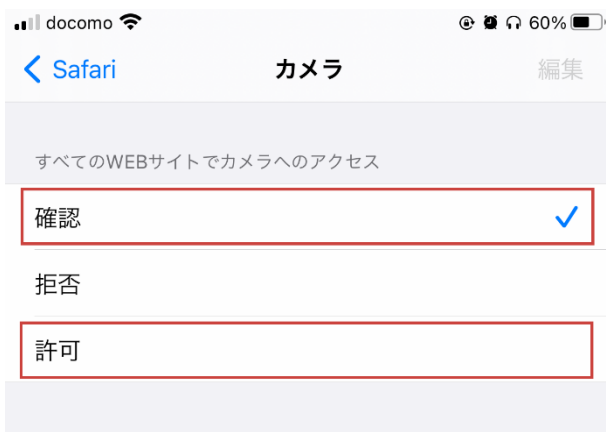 docomo 60%
Safari カメラ 編集
すべてのWEBサイトでカメラへのアクセス
確認
拒否
許可